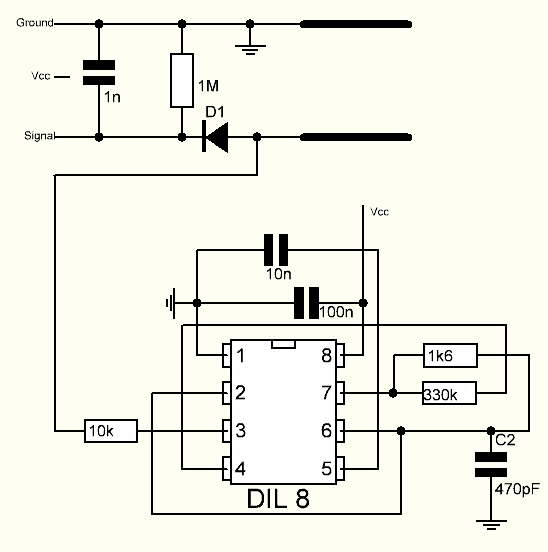 Ground
Vcc
1n
1M
Signal
D1
Vcc
10n
100n
1 8
1k6
2 7
330k
10k
3 6
C2
4 5
470pF
DIL 8